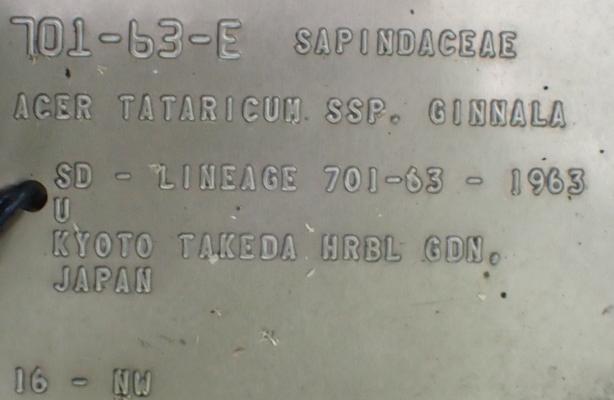 701-63-E SAPINDACEAE
ACER TATARICUM SSP. GINNALA
SD - LINEAGE 701-63 - 1963
U
KYOTO TAKEDA HRBL GDN.
JAPAN
16 - NW